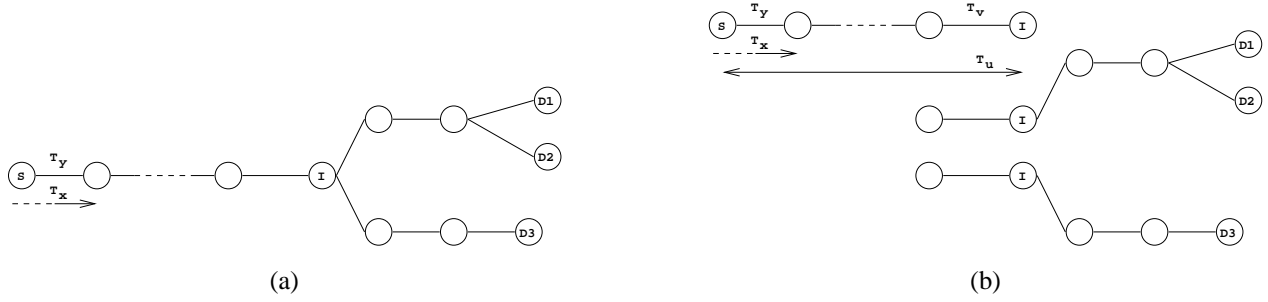 T_y
S
T_x
I
D1
D2
D3
(a)
T_y T_v
S I
T_x
T_u
D1
D2
I
I
D3
(b)